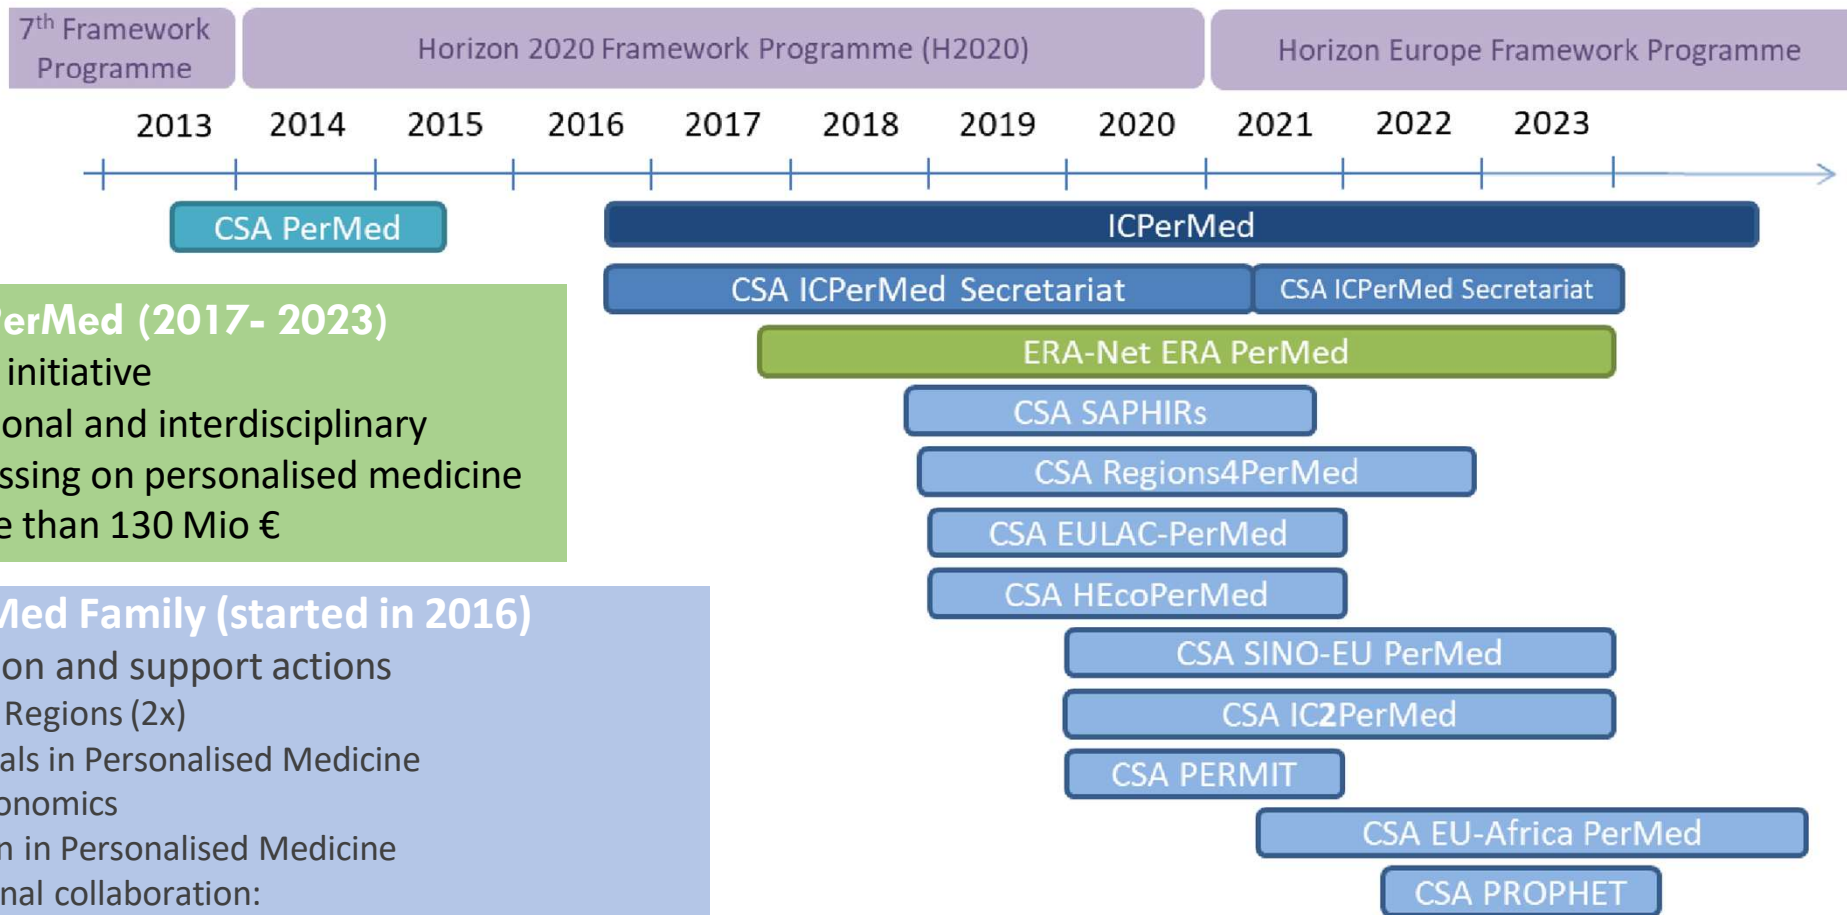 7th Framework
Programme
Horizon 2020 Framework Programme (H2020)
Horizon Europe Framework Programme
2013 2014 2015 2016 2017 2018 2019 2020 2021 2022 2023
CSA PerMed
ICPerMed
CSA ICPerMed Secretariat
CSA ICPerMed Secretariat
ERA-Net ERA PerMed
CSA SAPHIRs
CSA Regions4PerMed
CSA EULAC-PerMed
CSA HEcoPerMed
CSA SINO-EU PerMed
CSA IC2PerMed
CSA PERMIT
CSA EU-Africa PerMed
CSA PROPHET
PerMed (2017- 2023)
initiative
onal and interdisciplinary
ssing on personalised medicine
e than 130 Mio €
Med Family (started in 2016)
on and support actions
Regions (2x)
als in Personalised Medicine
onomics
n in Personalised Medicine
nal collaboration: